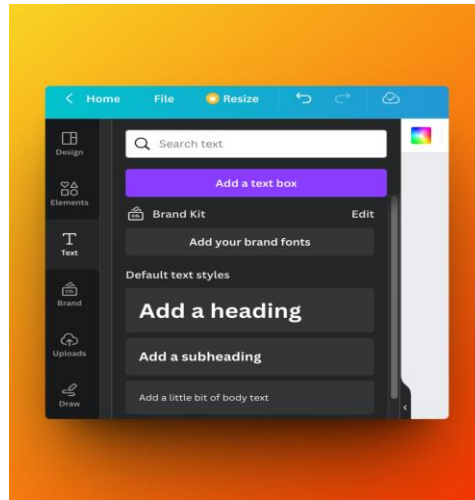 Home File Resize
Design
Elements
Text
Brand
Uploads
Draw
Search text
Add a text box
Brand Kit Edit
Add your brand fonts
Default text styles
Add a heading
Add a subheading
Add a little bit of body text